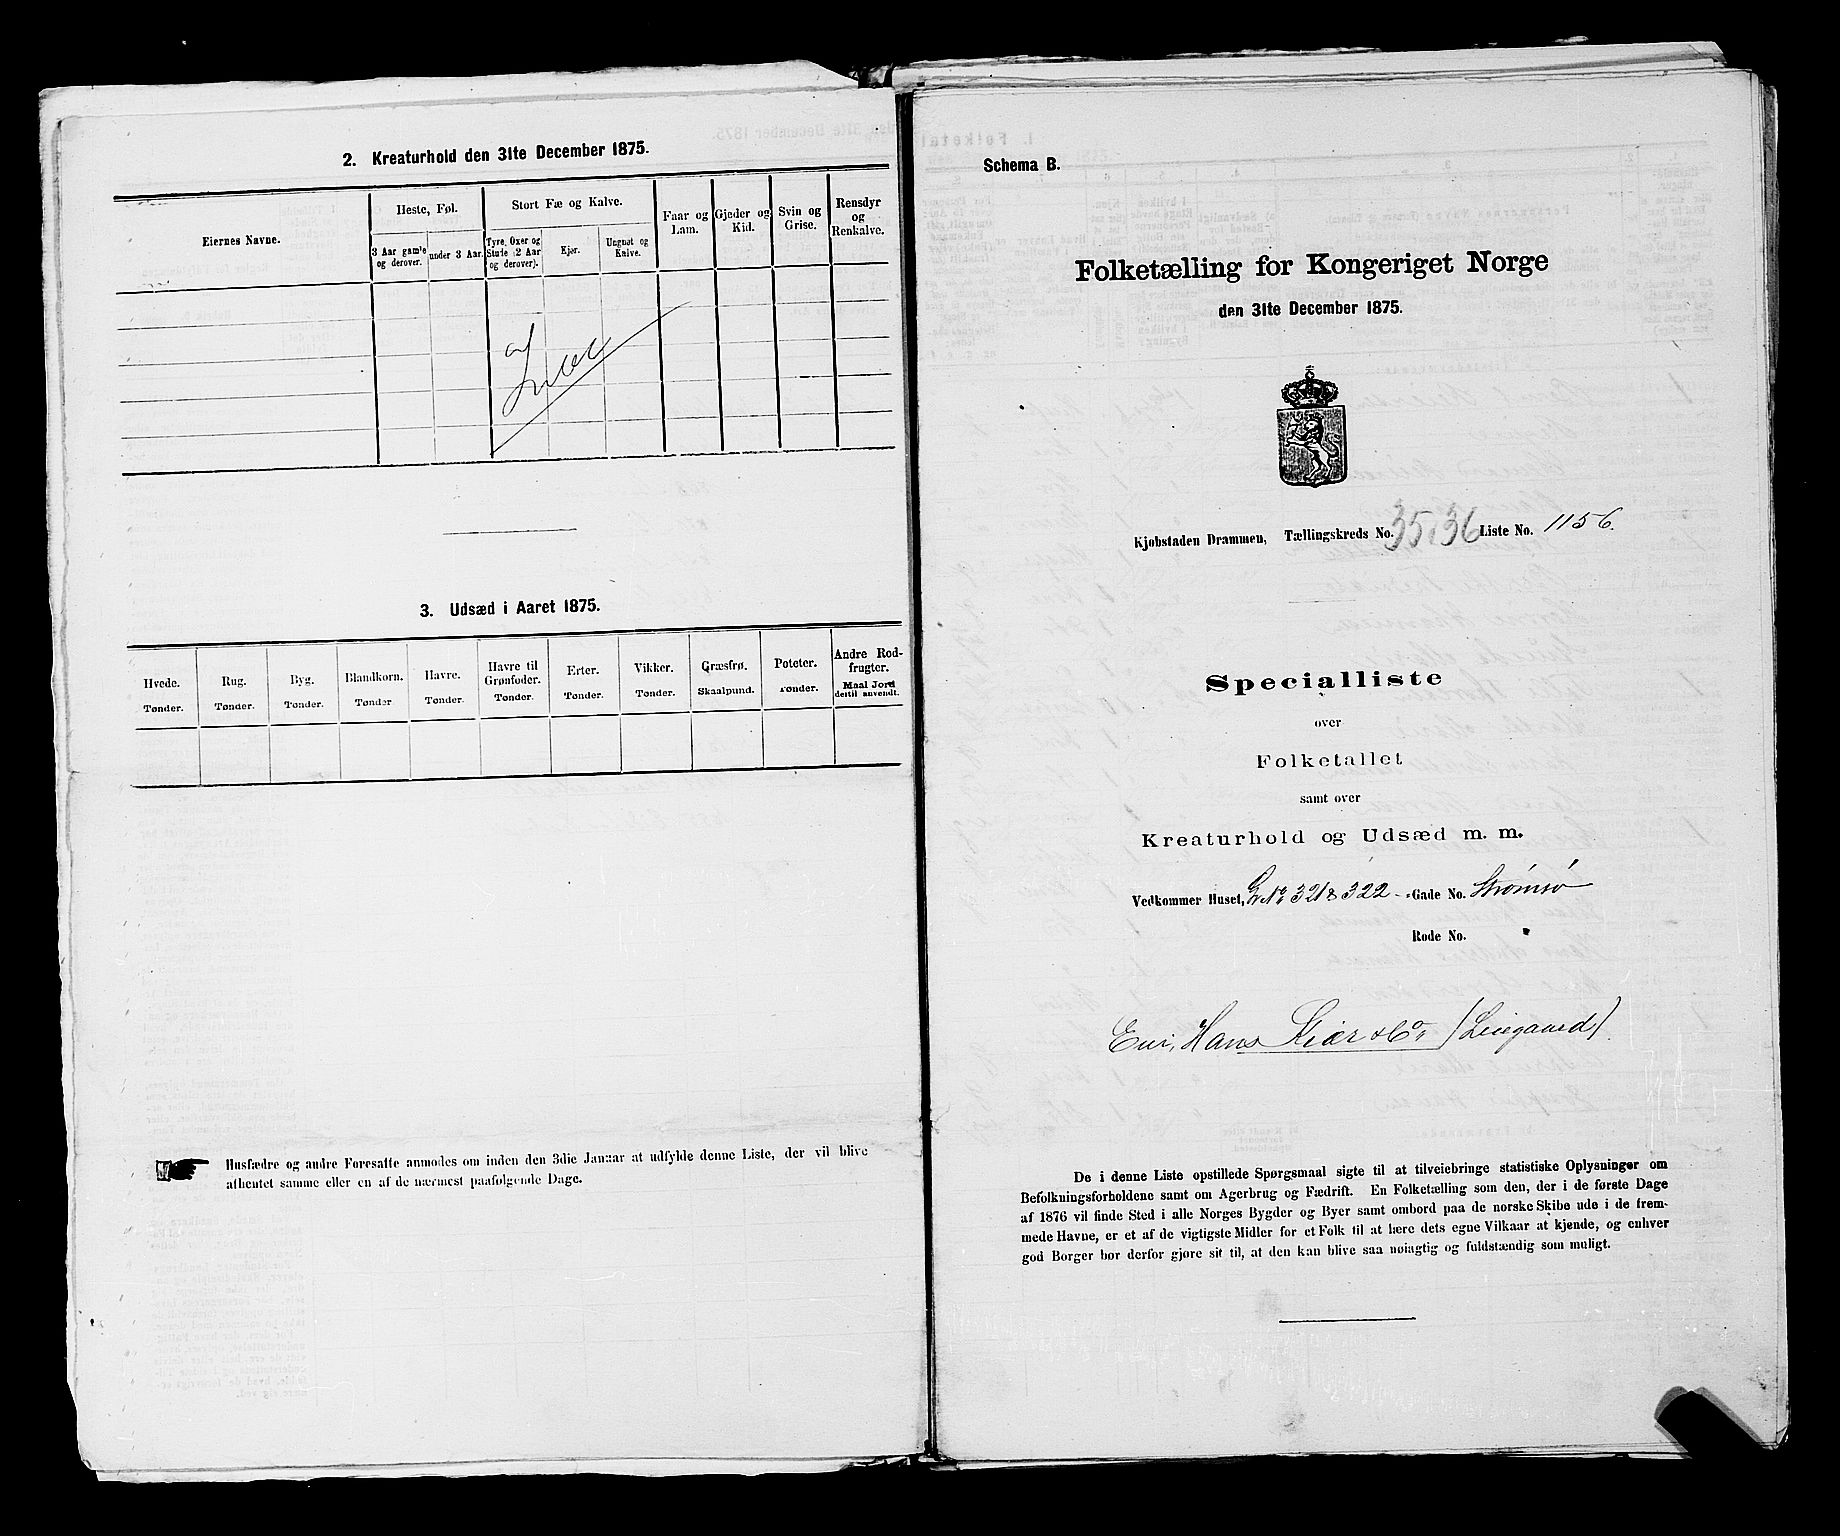 2. Kreaturhold den 31te December 1875.
Eiernes Navne.
Heste, Føl.
3 Aar gamle og derover.
under 3 Aar.
Stort Fæ og Kalve.
Tyre, Oxer og Stude (2 Aar og derover).
Kjør.
Ungnøt og Kalve.
Faar og Lam.
Gjeder og Kid.
Svin og Grise.
Rensdyr og Renkalve.
3. Udsæd i Aaret 1875.
Hvede. Tønder.
Rug. Tønder.
Byg. Tønder.
Blandkorn. Tønder
Havre. Tønder.
Havre til Grønfoder. Tønder.
Erter. Tønder.
Vikker. Tønder.
Græsfrø. Skaalpund.
Poteter. Tønder.
Andre Rodfrugter. Maal Jord dertil anvendt.
Husfædre og andre Foresatte anmodes om inden den 3die Januar at udfylde denne Liste, der vil blive
afhentet samme eller en af de nærmest paafølgende Dage.
Schema B.
Folketælling for Kongeriget Norge
den 31te December 1875.
Kjøbstaden Drammen, Tællingskreds No. 35,36 Liste No. 1156.
Specialliste
over
Folketallet
samt over
Kreaturhold og Udsæd m. m.
Vedkommer Huset, No 321 & 322 - Gade No. Strømsø
Rode No.
Eier, Hans Kiær & Co, (Leiegaard).
De i denne Liste opstillede Spørgsmaal sigte til at tilveiebringe statistiske Oplysninger om
Befolkningsforholdene samt om Agerbrug og Fædrift. En Folketælling som den, der i de første Dage
af 1876 vil finde Sted i alle Norges Bygder og Byer samt ombord paa de norske Skibe ude i de frem-
mede Havne, er et af de vigtigste Midler for et Folk til at lære dets egne Vilkaar at kjende, og enhver
god Borger bør derfor gjøre sit til, at den kan blive saa nøiagtig og fuldstændig som muligt.